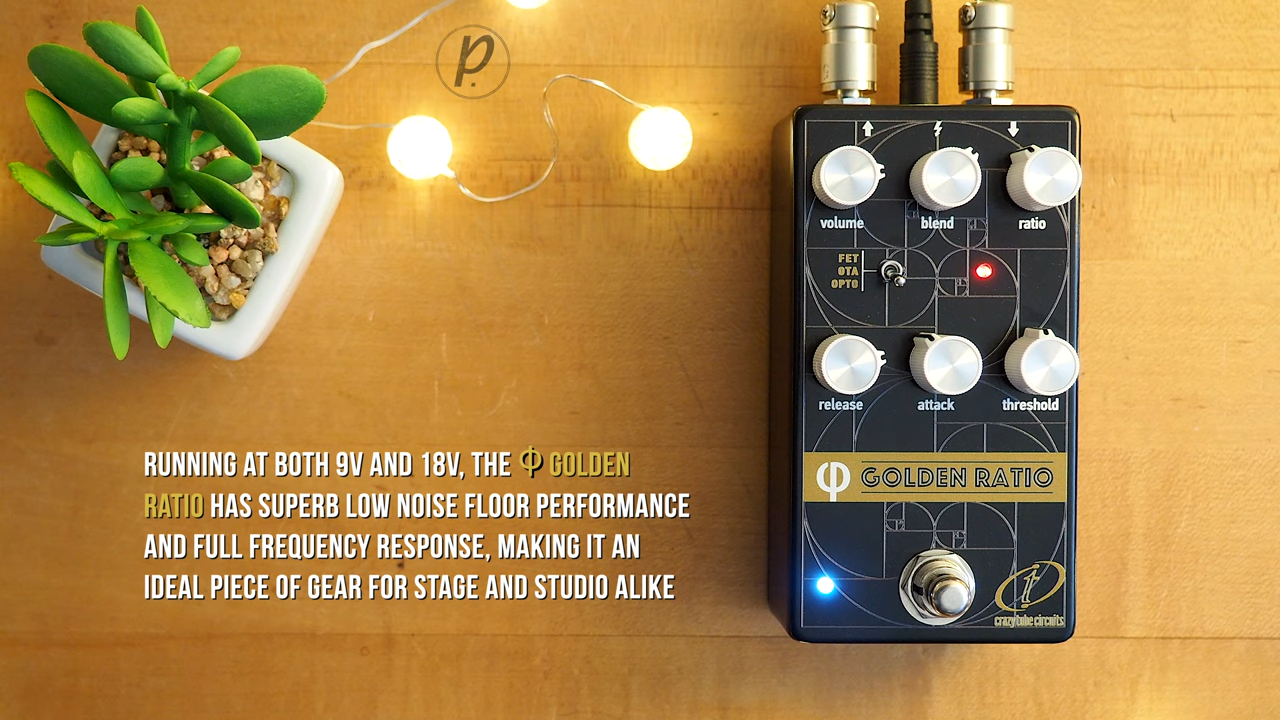 p.
volume blend ratio
FET
OTA
OPTO
release attack threshold
φ GOLDEN RATIO
crazy tube circuits
RUNNING AT BOTH 9V AND 18V, THE Φ GOLDEN
RATIO HAS SUPERB LOW NOISE FLOOR PERFORMANCE
AND FULL FREQUENCY RESPONSE, MAKING IT AN
IDEAL PIECE OF GEAR FOR STAGE AND STUDIO ALIKE